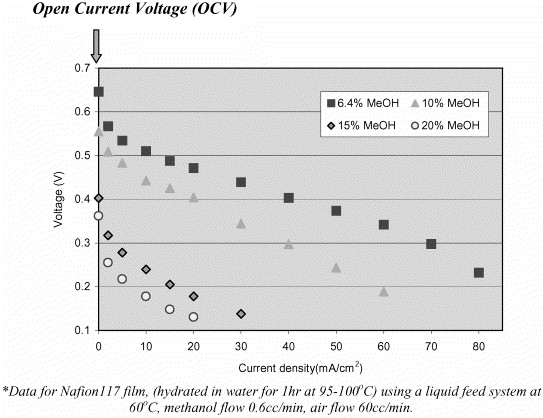 Open Current Voltage (OCV)
0.7
0.6
0.5
0.4
0.3
0.2
0.1
Voltage (V)
6.4% MeOH 10% MeOH
15% MeOH 20% MeOH
0 10 20 30 40 50 60 70 80
Current density(mA/cm²)
*Data for Nafion117 film, (hydrated in water for 1hr at 95-100°C) using a liquid feed system at
60°C, methanol flow 0.6cc/min, air flow 60cc/min.